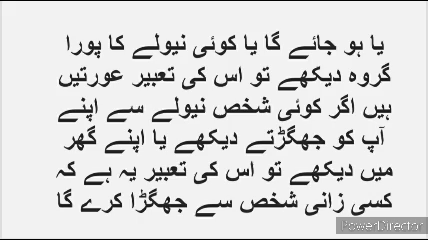 یا ہو جائے گا یا کوئی نیولے کا پورا
گروہ دیکھے تو اس کی تعبیر عورتیں
ہیں اگر کوئی شخص نیولے سے اپنے
آپ کو جھگڑتے دیکھے یا اپنے گھر
میں دیکھے تو اس کی تعبیر یہ ہے کہ
کسی زانی شخص سے جھگڑا کرے گا
PowerDirector